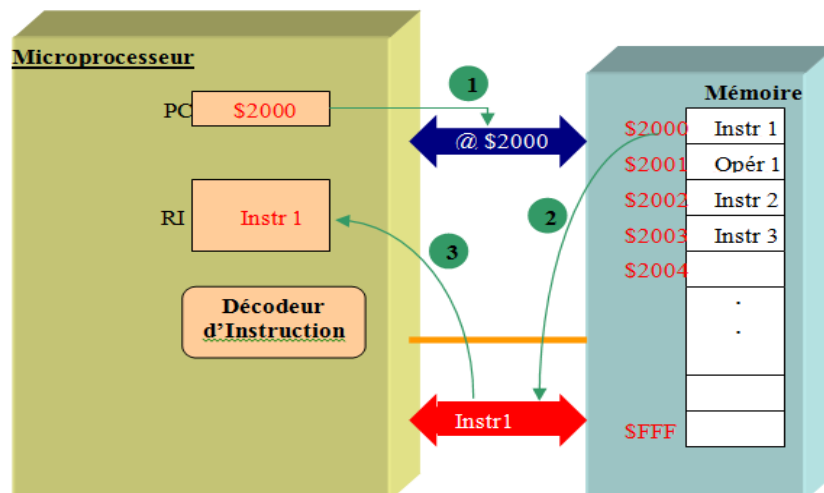 Microprocesseur
PC $2000
1
@ $2000
RI Instr 1
2
3
Décodeur
d'Instruction
Instr1
Mémoire
$2000 Instr 1
$2001 Opér 1
$2002 Instr 2
$2003 Instr 3
$2004
.
.
$FFF